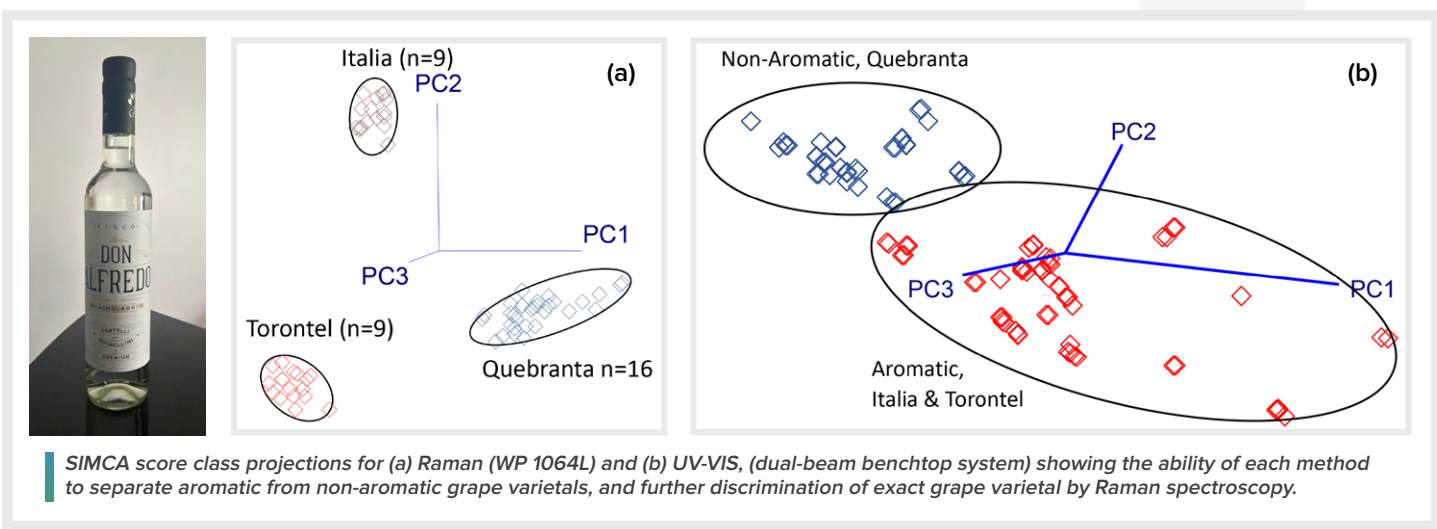 PISCO
DON
ALFREDO
ACHOLADO
PREMIUM
Italia (n=9)
(a)
PC2
PC1
PC3
Torontel (n=9)
Quebranta n=16
Non-Aromatic, Quebranta
(b)
PC2
PC3
PC1
Aromatic,
Italia & Torontel
SIMCA score class projections for (a) Raman (WP 1064L) and (b) UV-VIS, (dual-beam benchtop system) showing the ability of each method
to separate aromatic from non-aromatic grape varietals, and further discrimination of exact grape varietal by Raman spectroscopy.